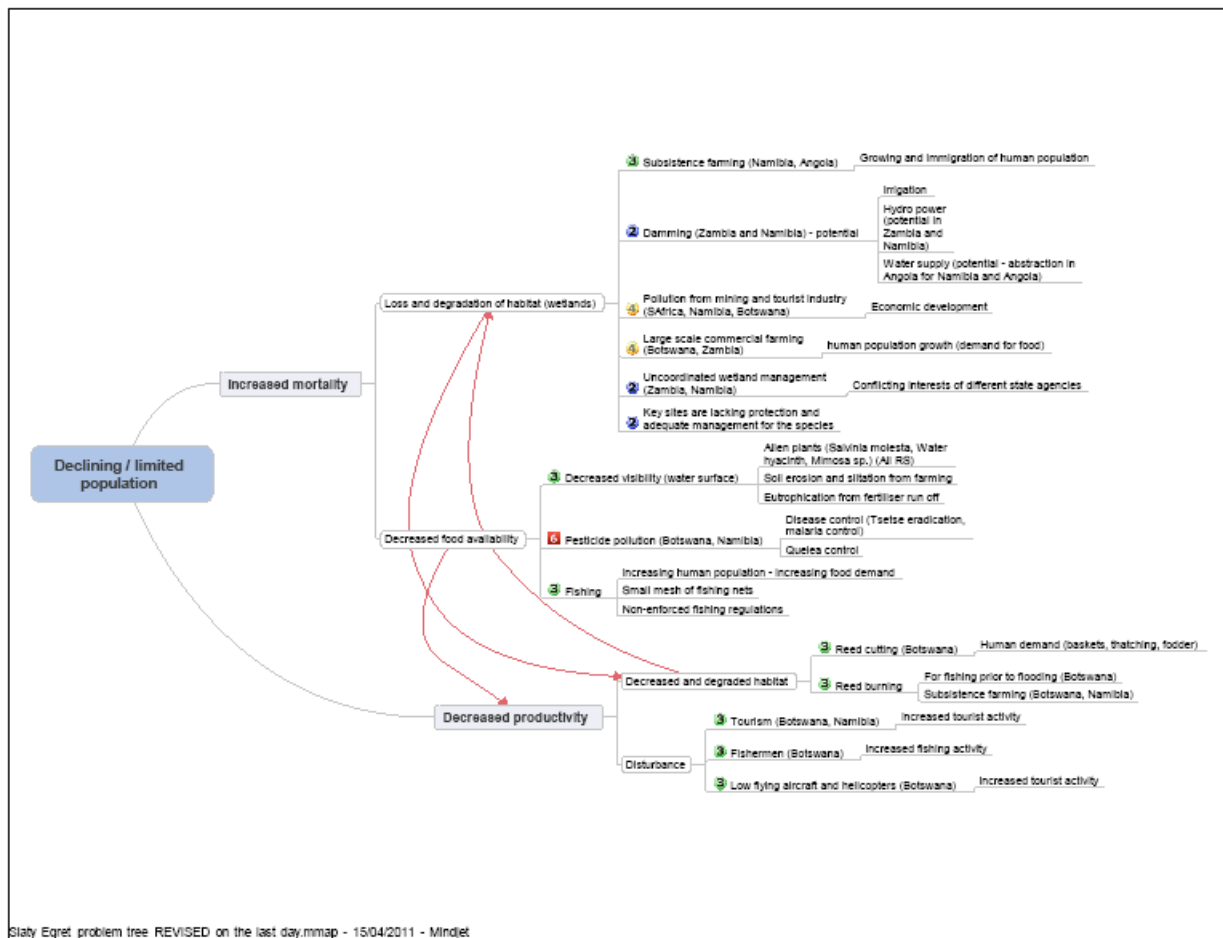 3 Subsistence farming (Namibia, Angola)
Growing and immigration of human population
2 Damming (Zambia and Namibia) - potential
Irrigation
Hydro power
(potential in
Zambia and
Namibia)
Water supply (potential - abstraction in
Angola for Namibia and Angola)
Loss and degradation of habitat (wetlands)
4 Pollution from mining and tourist industry
(SAfrica, Namibia, Botswana)
Economic development
4 Large scale commercial farming
(Botswana, Zambia)
human population growth (demand for food)
2 Uncoordinated wetland management
(Zambia, Namibia)
Conflicting interests of different state agencies
2 Key sites are lacking protection and
adequate management for the species
Increased mortality
Declining / limited
population
3 Decreased visibility (water surface)
Alien plants (Salvinia molesta, Water
hyacinth, Mimosa sp.) (All RS)
Soil erosion and siltation from farming
Eutrophication from fertiliser run off
Decreased food availability
6 Pesticide pollution (Botswana, Namibia)
Disease control (Tsetse eradication,
malaria control)
Quelea control
3 Fishing
Increasing human population - increasing food demand
Small mesh of fishing nets
Non-enforced fishing regulations
Decreased and degraded habitat
3 Reed cutting (Botswana)
Human demand (baskets, thatching, fodder)
3 Reed burning
For fishing prior to flooding (Botswana)
Subsistence farming (Botswana, Namibia)
Decreased productivity
Disturbance
3 Tourism (Botswana, Namibia)
Increased tourist activity
3 Fishermen (Botswana)
Increased fishing activity
3 Low flying aircraft and helicopters (Botswana)
Increased tourist activity
Slaty Egret problem tree REVISED on the last day.mmap - 15/04/2011 - Mindjet